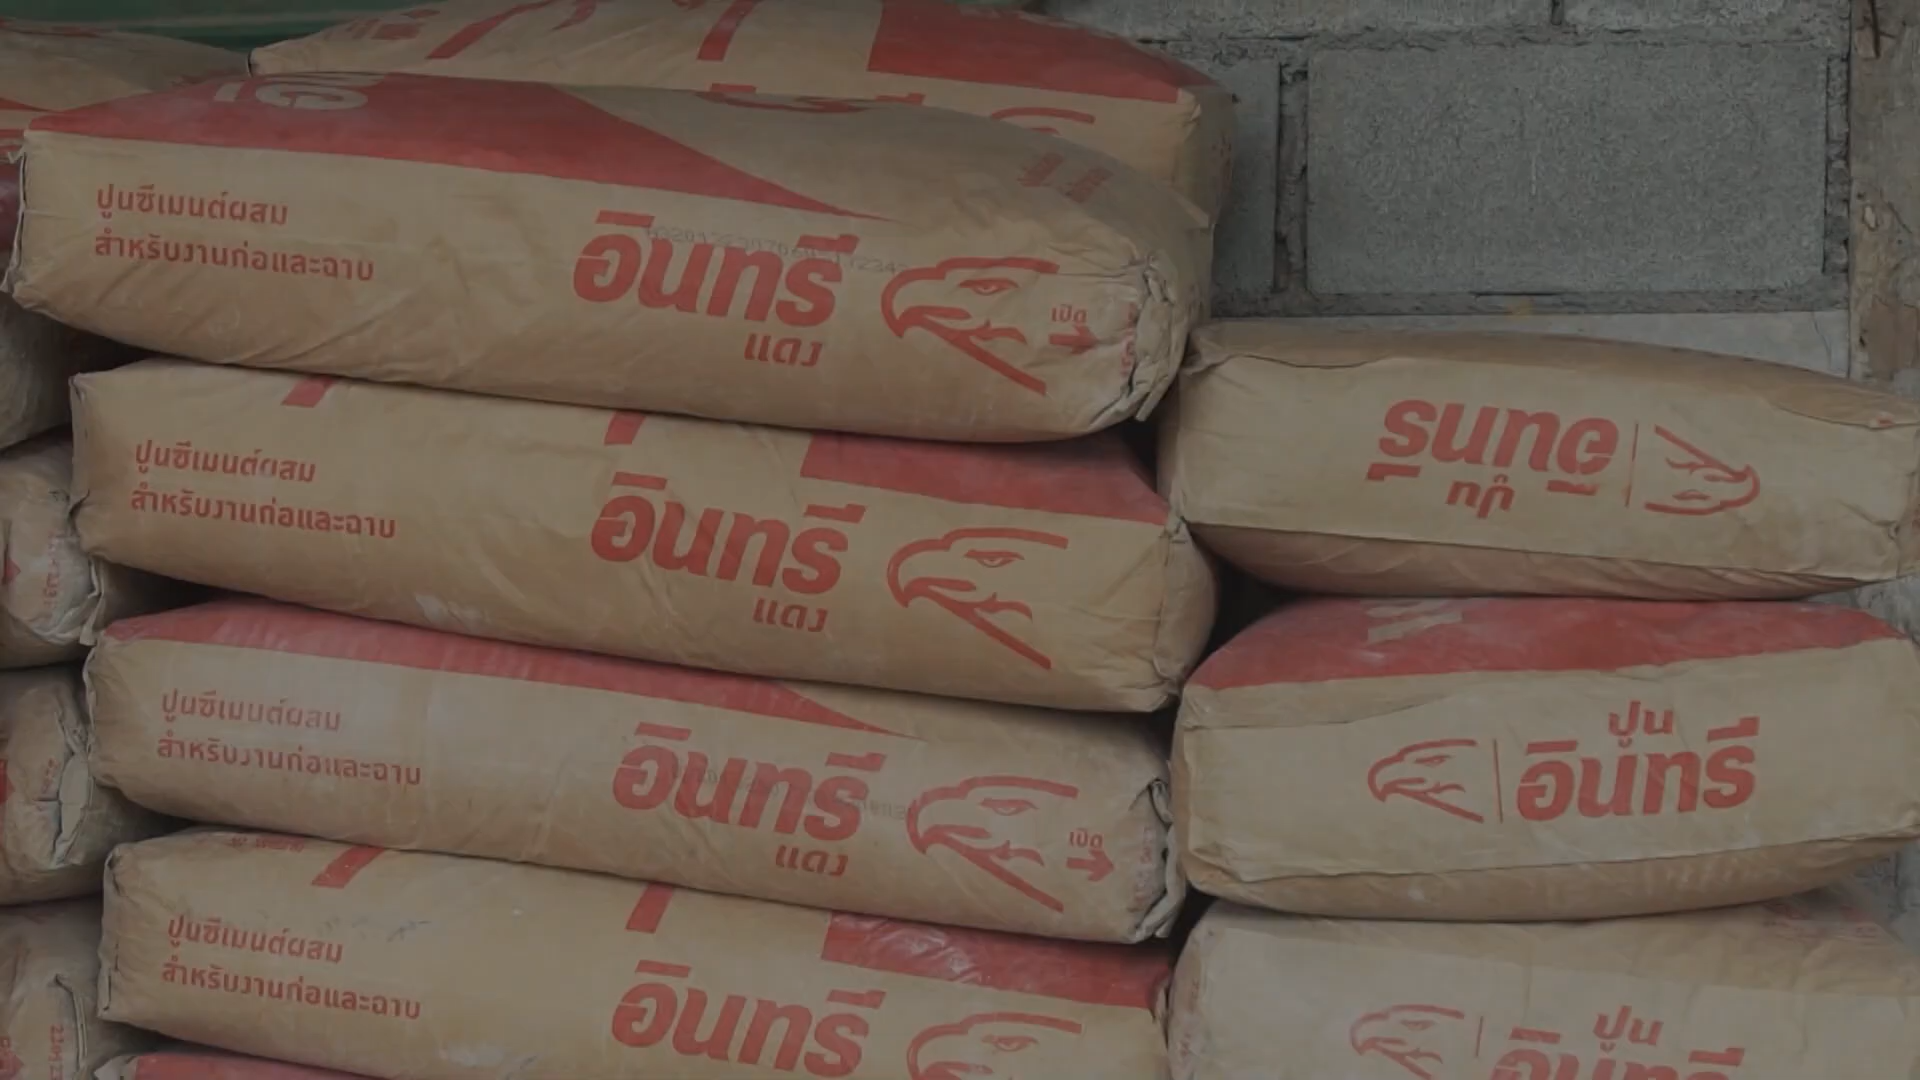 ปูนซีเมนต์ผสม
สำหรับงานก่อและฉาบ
อินทรี
แดง
เปิด
ปูนซีเมนต์ผสม
สำหรับงานก่อและฉาบ
อินทรี
แดง
ปูนซีเมนต์ผสม
สำหรับงานก่อและฉาบ
อินทรี
แดง
เปิด
ปูนซีเมนต์ผสม
สำหรับงานก่อและฉาบ
อินทรี
ปูน
อินทรี
ปูน
อินทรี
ปูน
อินทรี